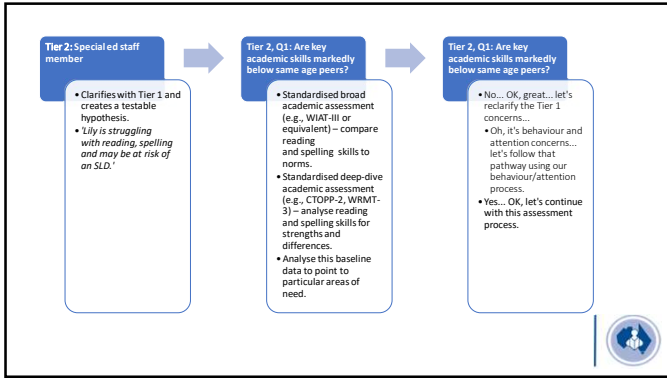 Tier 2: Special ed staff
member
• Clarifies with Tier 1 and
creates a testable
hypothesis.
• 'Lily is struggling
with reading, spelling
and may be at risk of
an SLD.'
Tier 2, Q1: Are key
academic skills markedly
below same age peers?
• Standardised broad
academic assessment
(e.g., WIAT-III or
equivalent) – compare
reading
and spelling skills to
norms.
• Standardised deep-dive
academic assessment
(e.g., CTOPP-2, WRMT-
3) – analyse reading
and spelling skills for
strengths and
differences.
• Analyse this baseline
data to point to
particular areas of
need.
Tier 2, Q1: Are key
academic skills markedly
below same age peers?
• No... OK, great... let's
reclarify the Tier 1
concerns...
• Oh, it's behaviour and
attention concerns...
let's follow that
pathway using our
behaviour/attention
process.
• Yes... OK, let's continue
with this assessment
process.